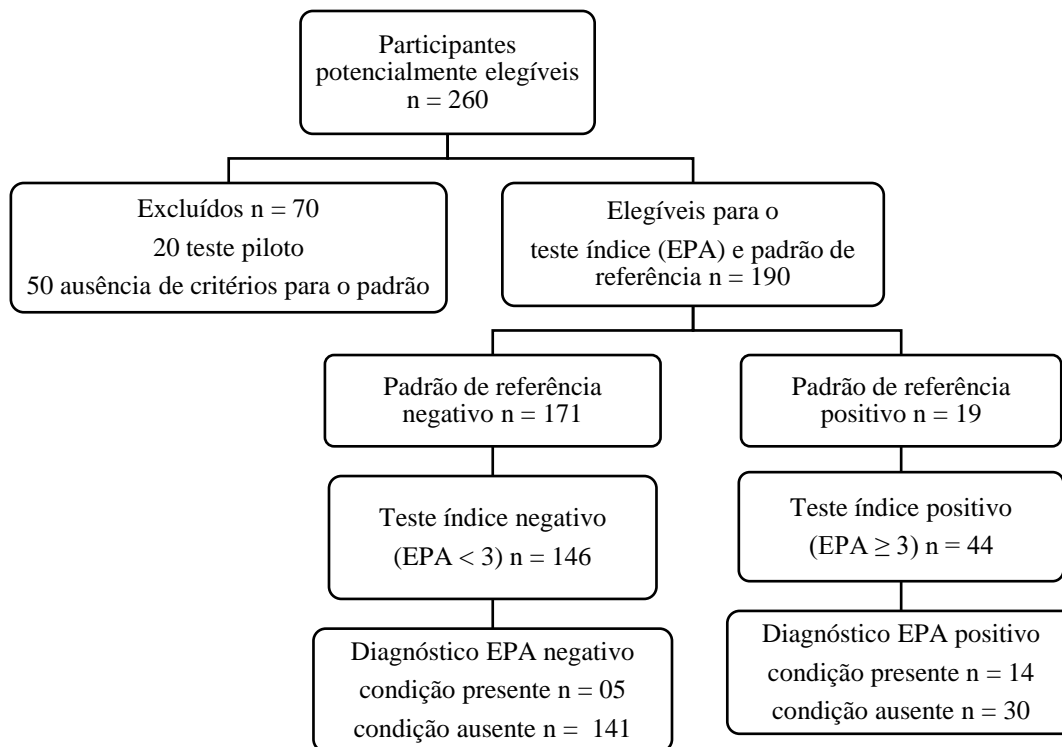 Participantes
potencialmente elegíveis
n = 260
Excluídos n = 70
20 teste piloto
50 ausência de critérios para o padrão
Elegíveis para o
teste índice (EPA) e padrão de
referência n = 190
Padrão de referência
negativo n = 171
Padrão de referência
positivo n = 19
Teste índice negativo
(EPA < 3) n = 146
Teste índice positivo
(EPA ≥ 3) n = 44
Diagnóstico EPA negativo
condição presente n = 05
condição ausente n = 141
Diagnóstico EPA positivo
condição presente n = 14
condição ausente n = 30